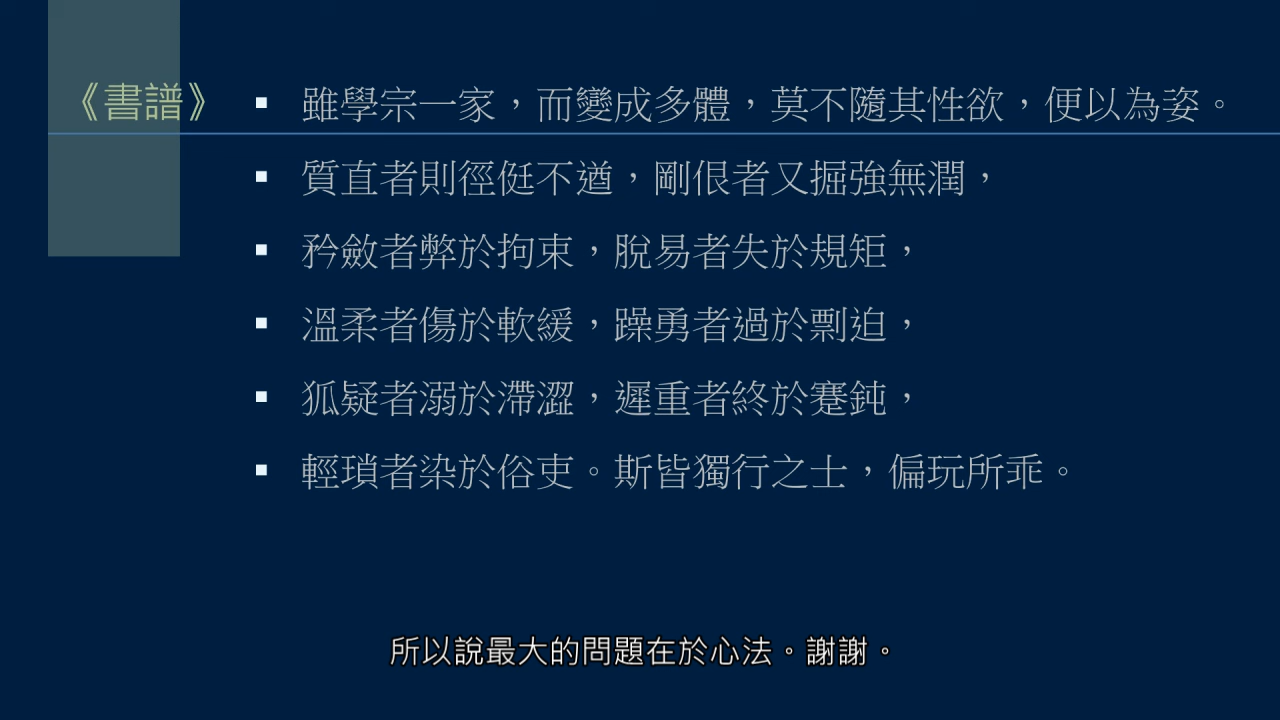 《書譜》
▪ 雖學宗一家，而變成多體，莫不隨其性欲，便以為姿。
▪ 質直者則徑侹不遒，剛佷者又掘強無潤，
▪ 矜斂者弊於拘束，脫易者失於規矩，
▪ 溫柔者傷於軟緩，躁勇者過於剽迫，
▪ 狐疑者溺於滯澀，遲重者終於蹇鈍，
▪ 輕瑣者染於俗吏。斯皆獨行之士，偏玩所乖。
所以說最大的問題在於心法。謝謝。